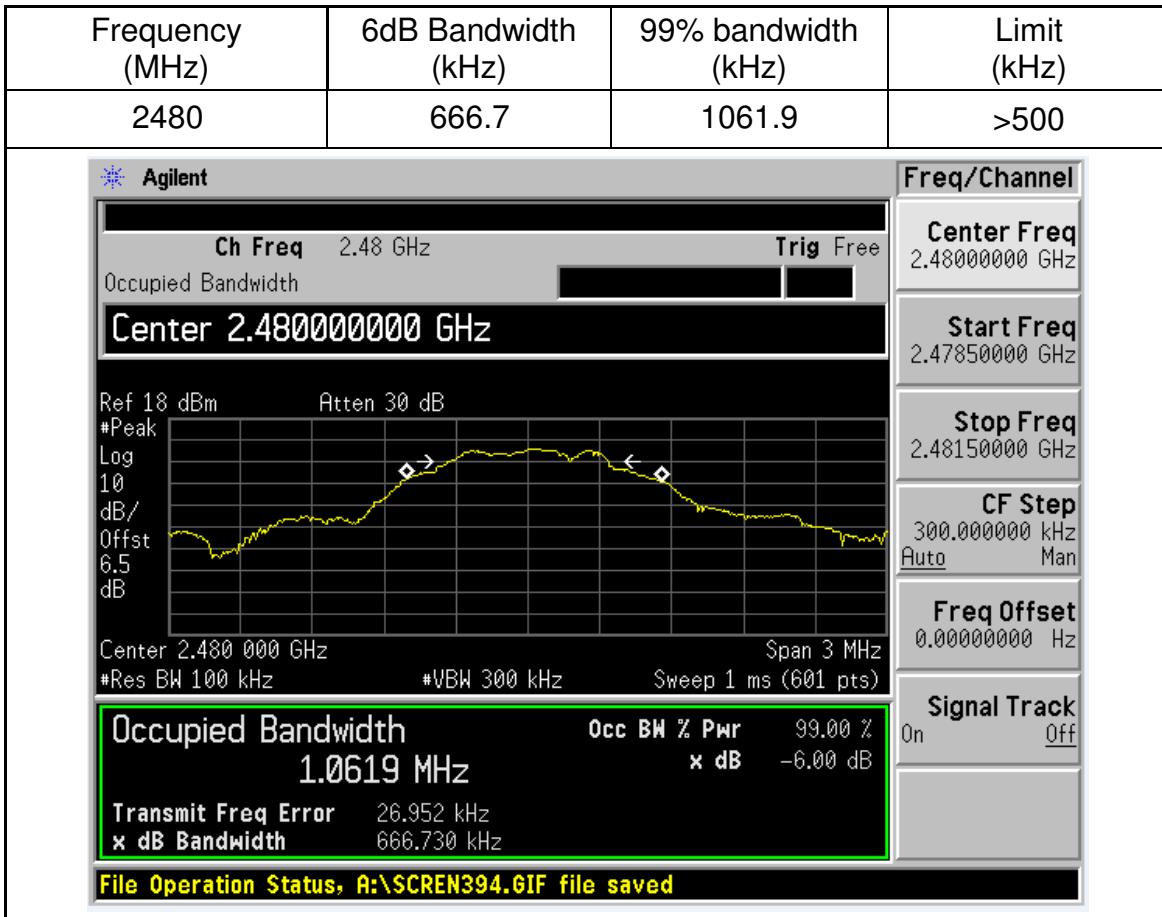 Frequency (MHz) 6dB Bandwidth (kHz) 99% bandwidth (kHz) Limit (kHz)
2480 666.7 1061.9 >500
Agilent
Freq/Channel
Ch Freq 2.48 GHz Trig Free
Occupied Bandwidth
Center 2.480000000 GHz
Ref 18 dBm Atten 30 dB
#Peak
Log
10
dB/
Offst
6.5
dB
Center 2.480 000 GHz Span 3 MHz
#Res BW 100 kHz #VBW 300 kHz Sweep 1 ms (601 pts)
Occupied Bandwidth Occ BW % Pwr 99.00 %
1.0619 MHz x dB -6.00 dB
Transmit Freq Error 26.952 kHz
x dB Bandwidth 666.730 kHz
File Operation Status, A:\SCREN394.GIF file saved
Center Freq
2.48000000 GHz
Start Freq
2.47850000 GHz
Stop Freq
2.48150000 GHz
CF Step
300.000000 kHz
Auto Man
Freq Offset
0.00000000 Hz
Signal Track
On Off